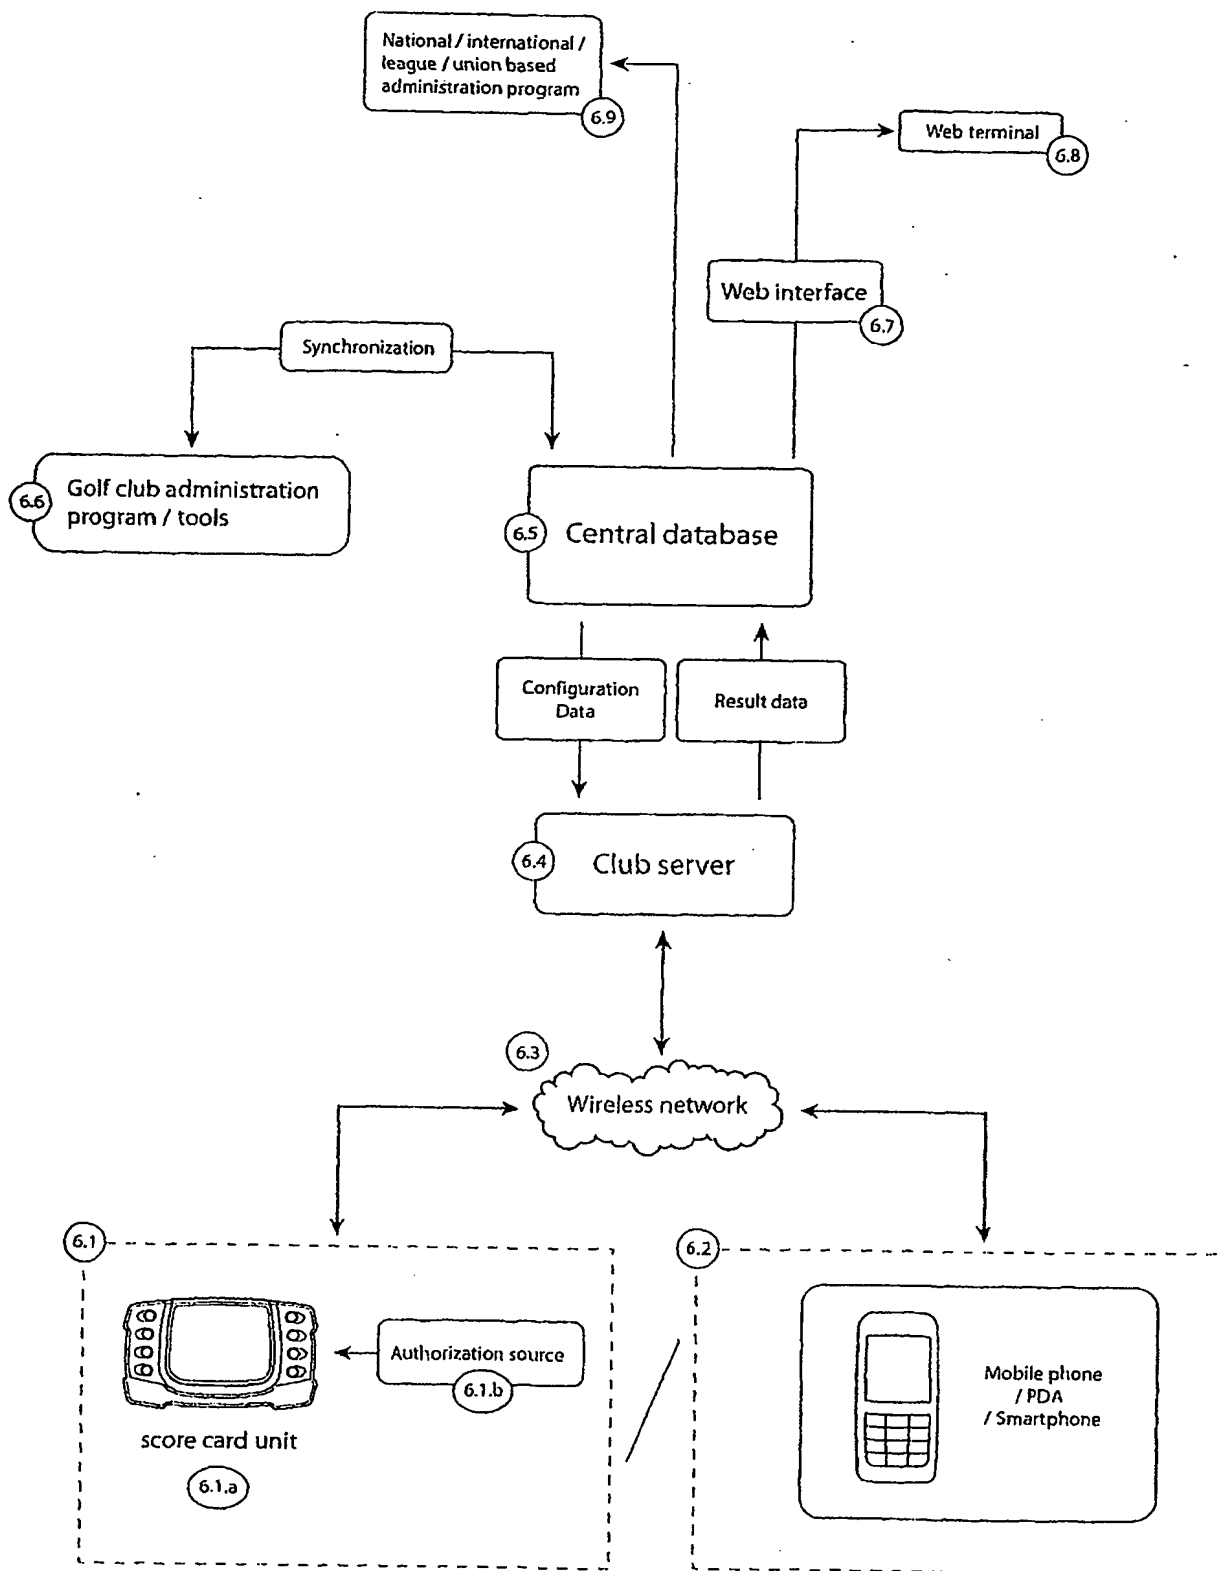 National / international /
league / union based
administration program
6.9
Web terminal
6.8
Web interface
6.7
Synchronization
6.6
Golf club administration
program / tools
6.5
Central database
Configuration
Data
Result data
6.4
Club server
6.3
Wireless network
6.1
6.2
Authorization source
6.1.b
score card unit
6.1.a
Mobile phone
/ PDA
/ Smartphone